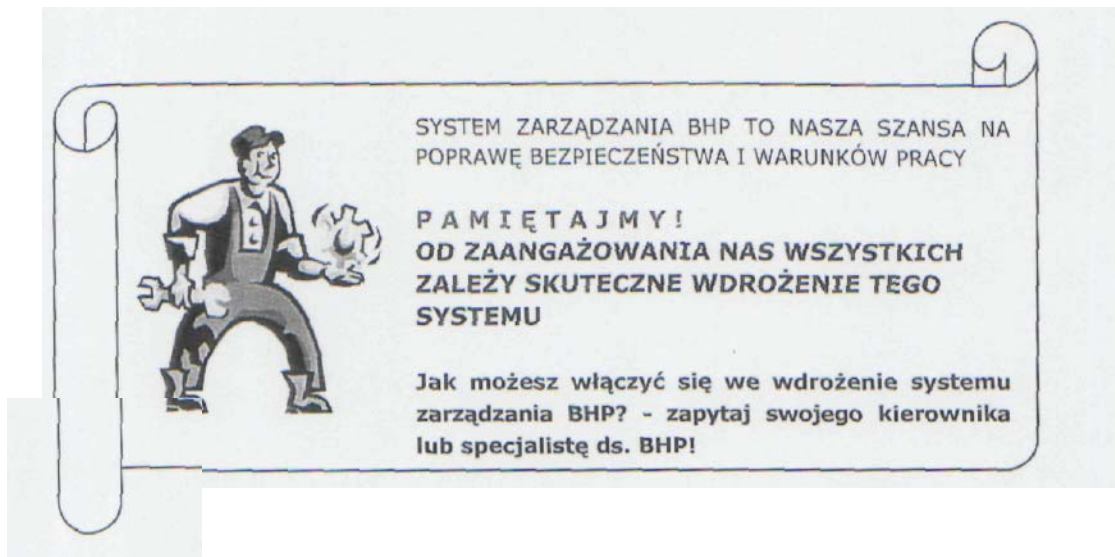 SYSTEM ZARZĄDZANIA BHP TO NASZA SZANSA NA
POPRAWĘ BEZPIECZEŃSTWA I WARUNKÓW PRACY
PAMIĘTAJMY!
OD ZAANGAŻOWANIA NAS WSZYSTKICH
ZALEŻY SKUTECZNE WDROŻENIE TEGO
SYSTEMU
Jak możesz włączyć się we wdrożenie systemu
zarządzania BHP? - zapytaj swojego kierownika
lub specjalistę ds. BHP!